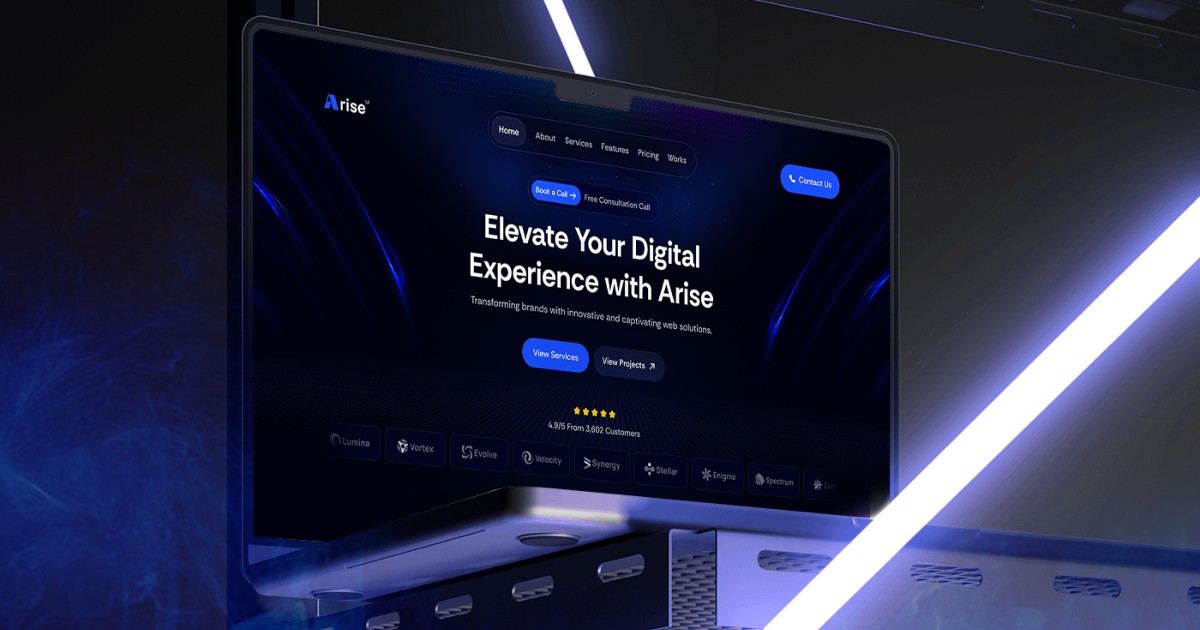 Arise
Home About Services Features Pricing Works
Contact Us
Book a Call → Free Consultation Call
Elevate Your Digital
Experience with Arise
Transforming brands with innovative and captivating web solutions.
View Services View Projects
4.9/5 From 3,602 Customers
Lumina Vortex Evolve Velocity Synergy Stellar Enigma Spectrum